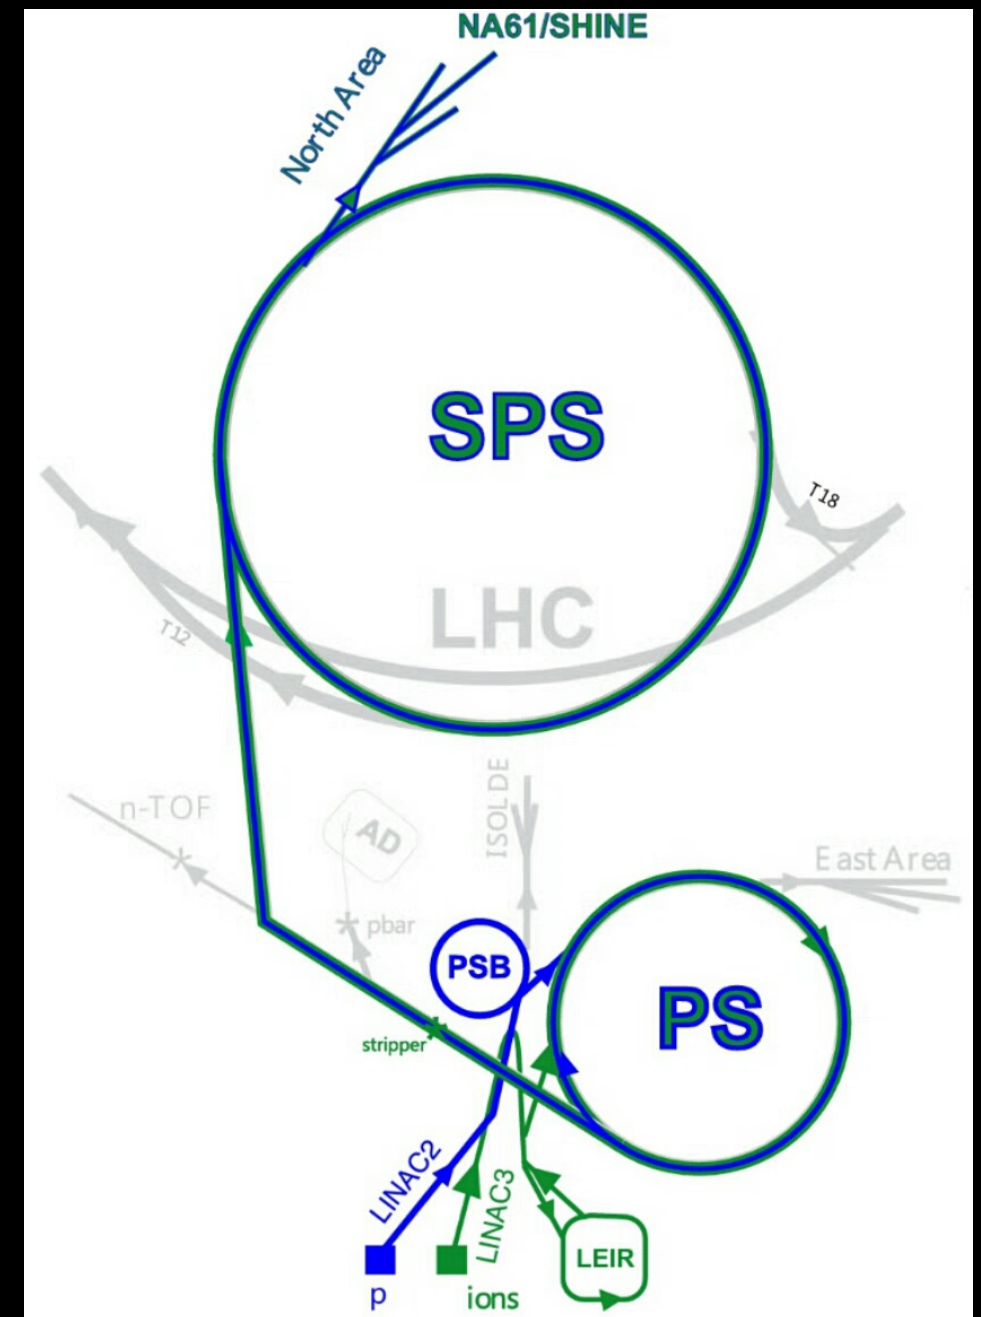 NA61/SHINE
North Area
SPS
T18
LHC
T12
ISOLDE
n-TOF
AD
East Area
pbar
PSB
PS
stripper
LINAC2
LINAC3
LEIR
p
ions